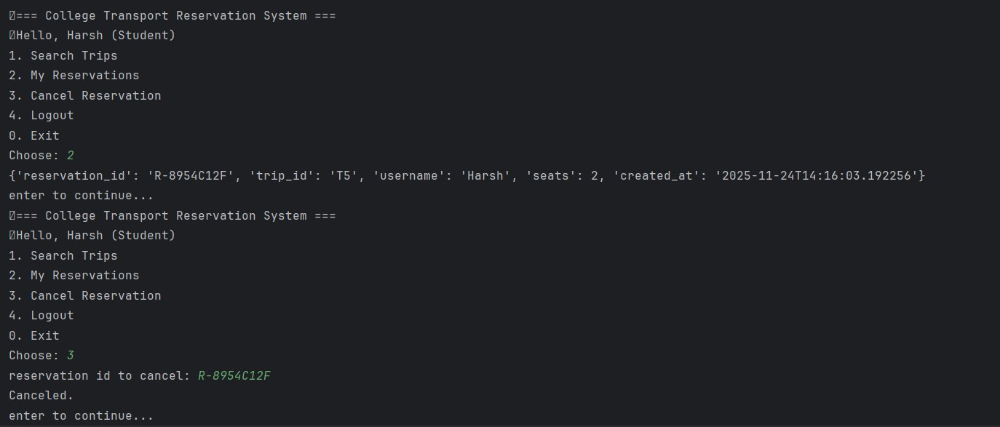 === College Transport Reservation System ===
Hello, Harsh (Student)
1. Search Trips
2. My Reservations
3. Cancel Reservation
4. Logout
0. Exit
Choose: 2
{'reservation_id': 'R-8954C12F', 'trip_id': 'T5', 'username': 'Harsh', 'seats': 2, 'created_at': '2025-11-24T14:16:03.192256'}
enter to continue...
=== College Transport Reservation System ===
Hello, Harsh (Student)
1. Search Trips
2. My Reservations
3. Cancel Reservation
4. Logout
0. Exit
Choose: 3
reservation id to cancel: R-8954C12F
Canceled.
enter to continue...